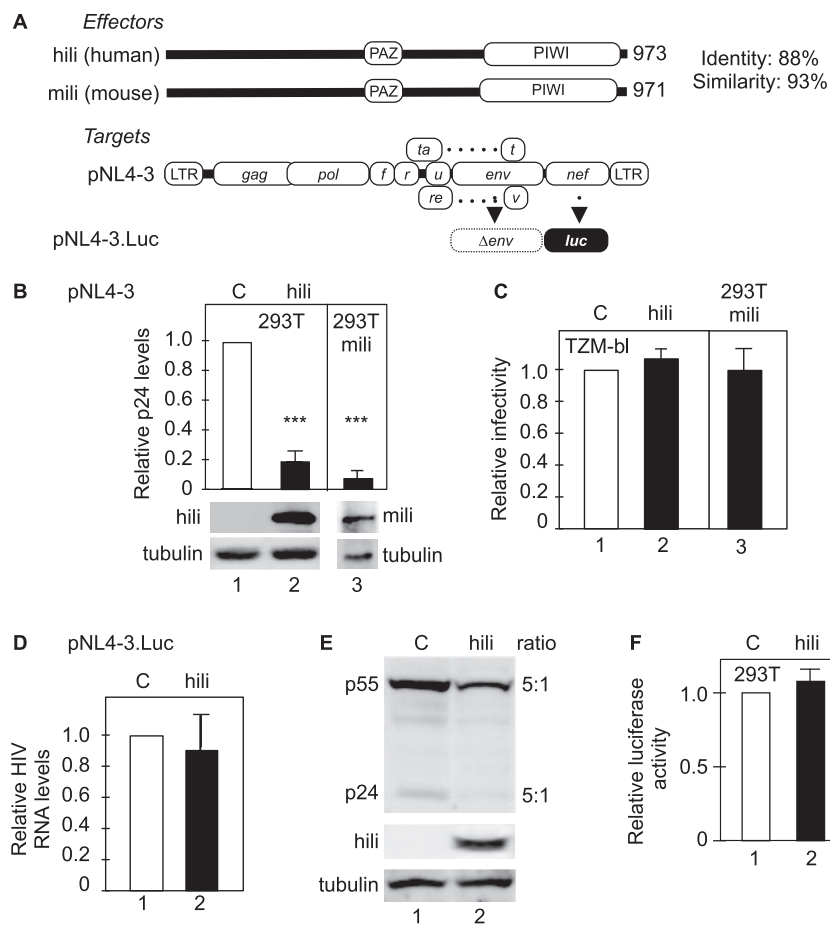 A
Effectors
hili (human) PAZ PIWI 973
mili (mouse) PAZ PIWI 971
Identity: 88%
Similarity: 93%
Targets
ta t
pNL4-3 LTR gag pol f r u env nef LTR
re v
pNL4-3.Luc Δenv luc
B pNL4-3 C hili
293T 293T
mili
Relative p24 levels
1.0
0.8
0.6
0.4
0.2
0
*** ***
hili mili
tubulin tubulin
1 2 3
C
C hili 293T
mili
TZM-bl
Relative infectivity
1.0
0.8
0.6
0.4
0.2
0
1 2 3
D pNL4-3.Luc
C hili
Relative HIV
RNA levels
1.0
0.8
0.6
0.4
0.2
0
1 2
E C hili ratio
p55 5:1
p24 5:1
hili
tubulin
1 2
F C hili
293T
Relative luciferase
activity
1.0
0.5
0
1 2